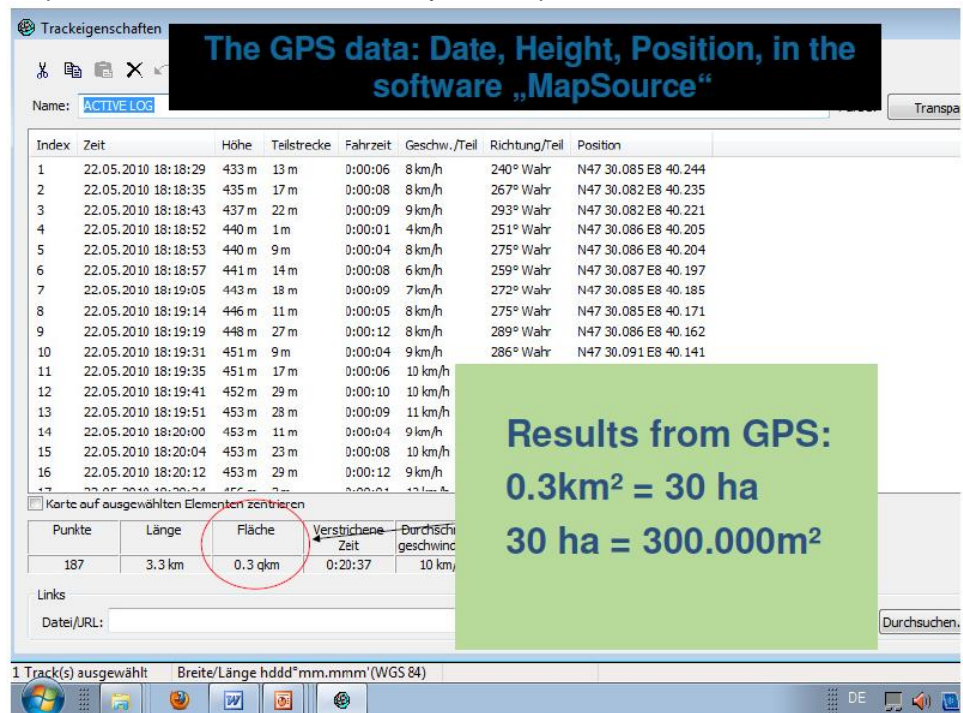 Trackeigenschaften
The GPS data: Date, Height, Position, in the
software „MapSource“
Name: ACTIVE LOG
Transpa
Index Zeit Höhe Teilstrecke Fahrzeit Geschw./Teil Richtung/Teil Position
1 22.05.2010 18:18:29 433 m 13 m 0:00:06 8 km/h 240° Wahr N47 30.085 E8 40.244
2 22.05.2010 18:18:35 435 m 17 m 0:00:08 8 km/h 267° Wahr N47 30.082 E8 40.235
3 22.05.2010 18:18:43 437 m 22 m 0:00:09 9 km/h 293° Wahr N47 30.082 E8 40.221
4 22.05.2010 18:18:52 440 m 1 m 0:00:01 4 km/h 251° Wahr N47 30.086 E8 40.205
5 22.05.2010 18:18:53 440 m 9 m 0:00:04 8 km/h 275° Wahr N47 30.086 E8 40.204
6 22.05.2010 18:18:57 441 m 14 m 0:00:08 6 km/h 259° Wahr N47 30.087 E8 40.197
7 22.05.2010 18:19:05 443 m 18 m 0:00:09 7 km/h 272° Wahr N47 30.085 E8 40.185
8 22.05.2010 18:19:14 446 m 11 m 0:00:05 8 km/h 275° Wahr N47 30.085 E8 40.171
9 22.05.2010 18:19:19 448 m 27 m 0:00:12 8 km/h 289° Wahr N47 30.086 E8 40.162
10 22.05.2010 18:19:31 451 m 9 m 0:00:04 9 km/h 286° Wahr N47 30.091 E8 40.141
11 22.05.2010 18:19:35 451 m 17 m 0:00:06 10 km/h
12 22.05.2010 18:19:41 452 m 29 m 0:00:10 10 km/h
13 22.05.2010 18:19:51 453 m 28 m 0:00:09 11 km/h
14 22.05.2010 18:20:00 453 m 11 m 0:00:04 9 km/h
15 22.05.2010 18:20:04 453 m 23 m 0:00:08 10 km/h
16 22.05.2010 18:20:12 453 m 29 m 0:00:12 9 km/h
Results from GPS:
0.3km² = 30 ha
30 ha = 300.000m²
Karte auf ausgewählten Elementen zentrieren
Punkte Länge Fläche Verstrichene Zeit Durchschn geschwind
187 3.3 km 0.3 qkm 0:20:37 10 km/
Links
Datei/URL: Durchsuchen.
1 Track(s) ausgewählt Breite/Länge hddd°mm.mmm'(WGS 84)
DE